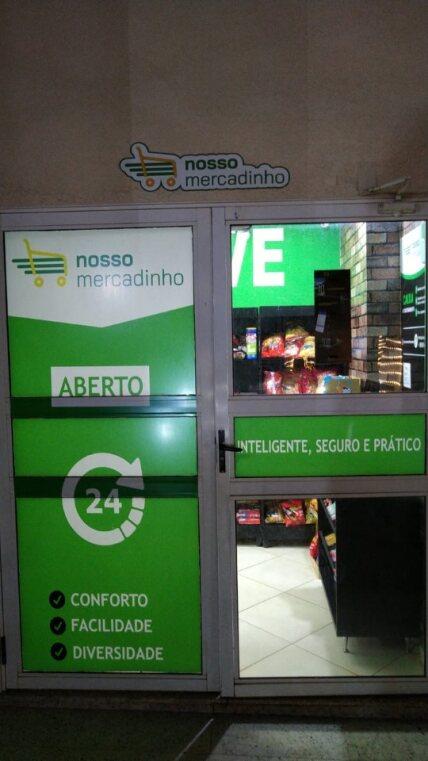 nosso
mercadinho
nosso
mercadinho
VE
ABERTO
INTELIGENTE, SEGURO E PRÁTICO
24
CONFORTO
FACILIDADE
DIVERSIDADE